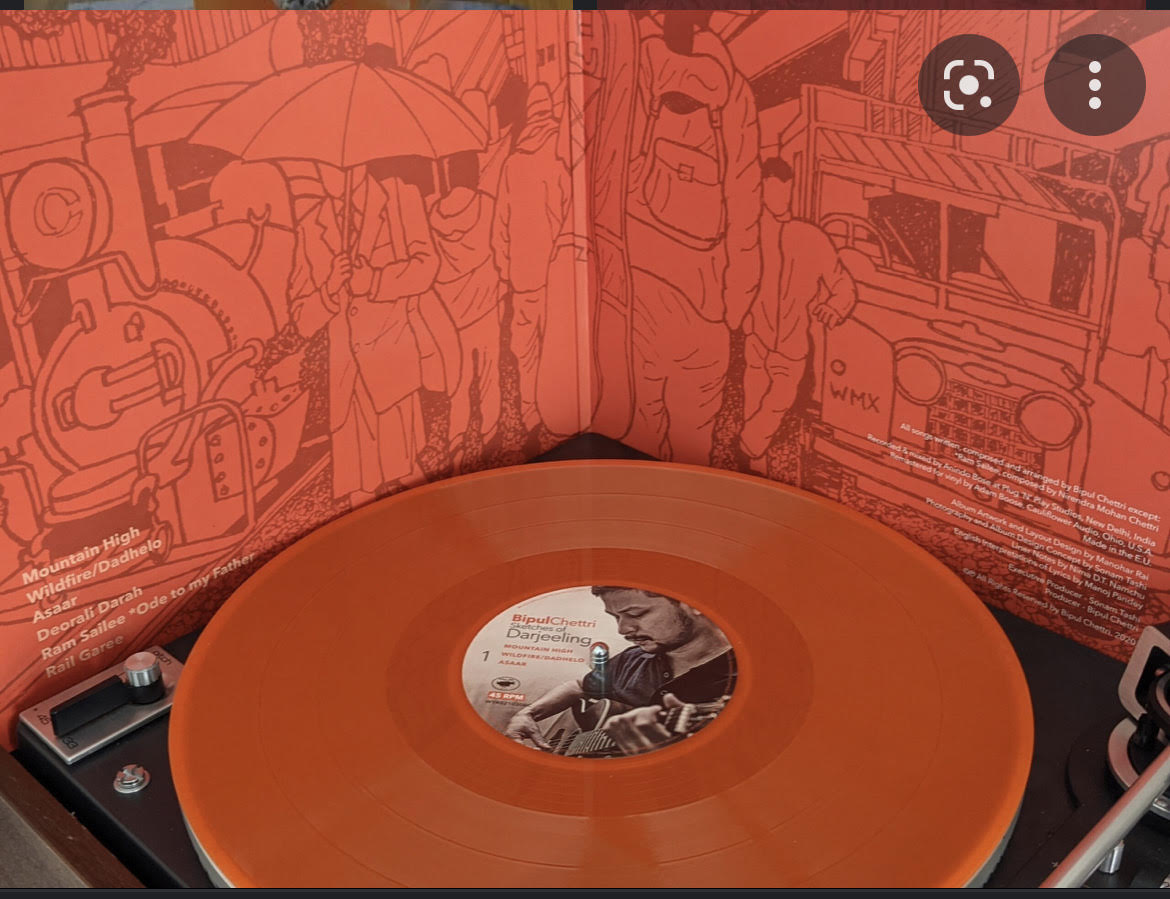 C
WMX
Mountain High
Wildfire/Dadhelo
Asaar
Deorali Darah
Ram Sailee *Ode to my Father
Rail Garee
All songs written, composed and arranged by Bipul Chettri except:
*Ram Sailee, composed by Nirendra Mohan Chettri
Recorded & mixed by Anindo Bose at Plug 'N' Play Studios, New Delhi, India
Remastered for vinyl by Adam Boose, Cauliflower Audio, Ohio, U.S.A.
Made in the E.U.
Album Artwork and Layout Design by Manohar Rai
Photography and Album Design Concept by Sonam Tashi
Liner Notes by Nima D.T. Namchu
English Interpretations of Lyrics by Manoj Pandey
Executive Producer - Sonam Tashi
Producer - Bipul Chettri
All Rights Reserved by Bipul Chettri, 2020
BipulChettri
Sketches of
Darjeeling
1
MOUNTAIN HIGH
WILDFIRE/DADHELO
ASAAR
45 RPM
45
33